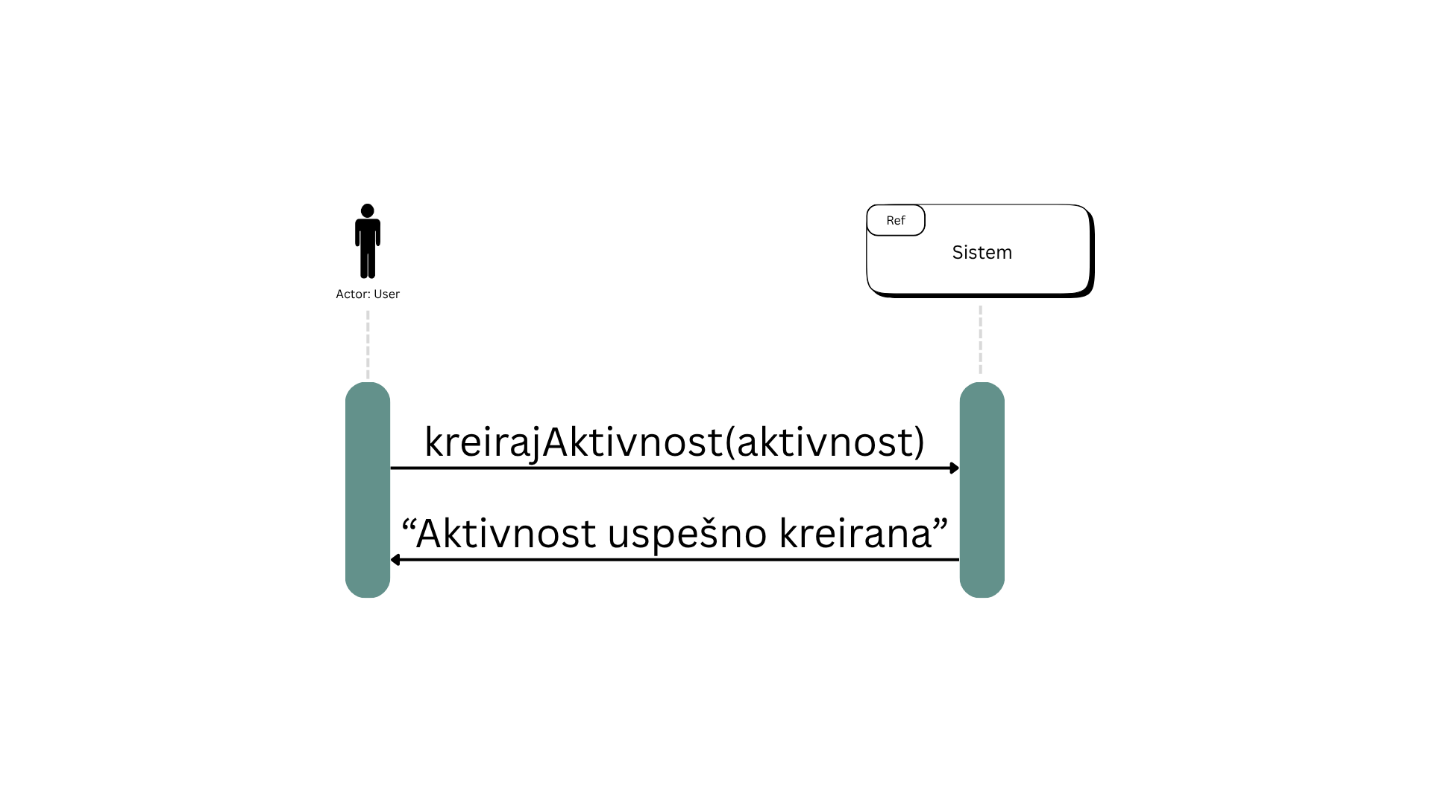 Ref
Sistem
Actor: User
kreirajAktivnost(aktivnost)
“Aktivnost uspešno kreirana”